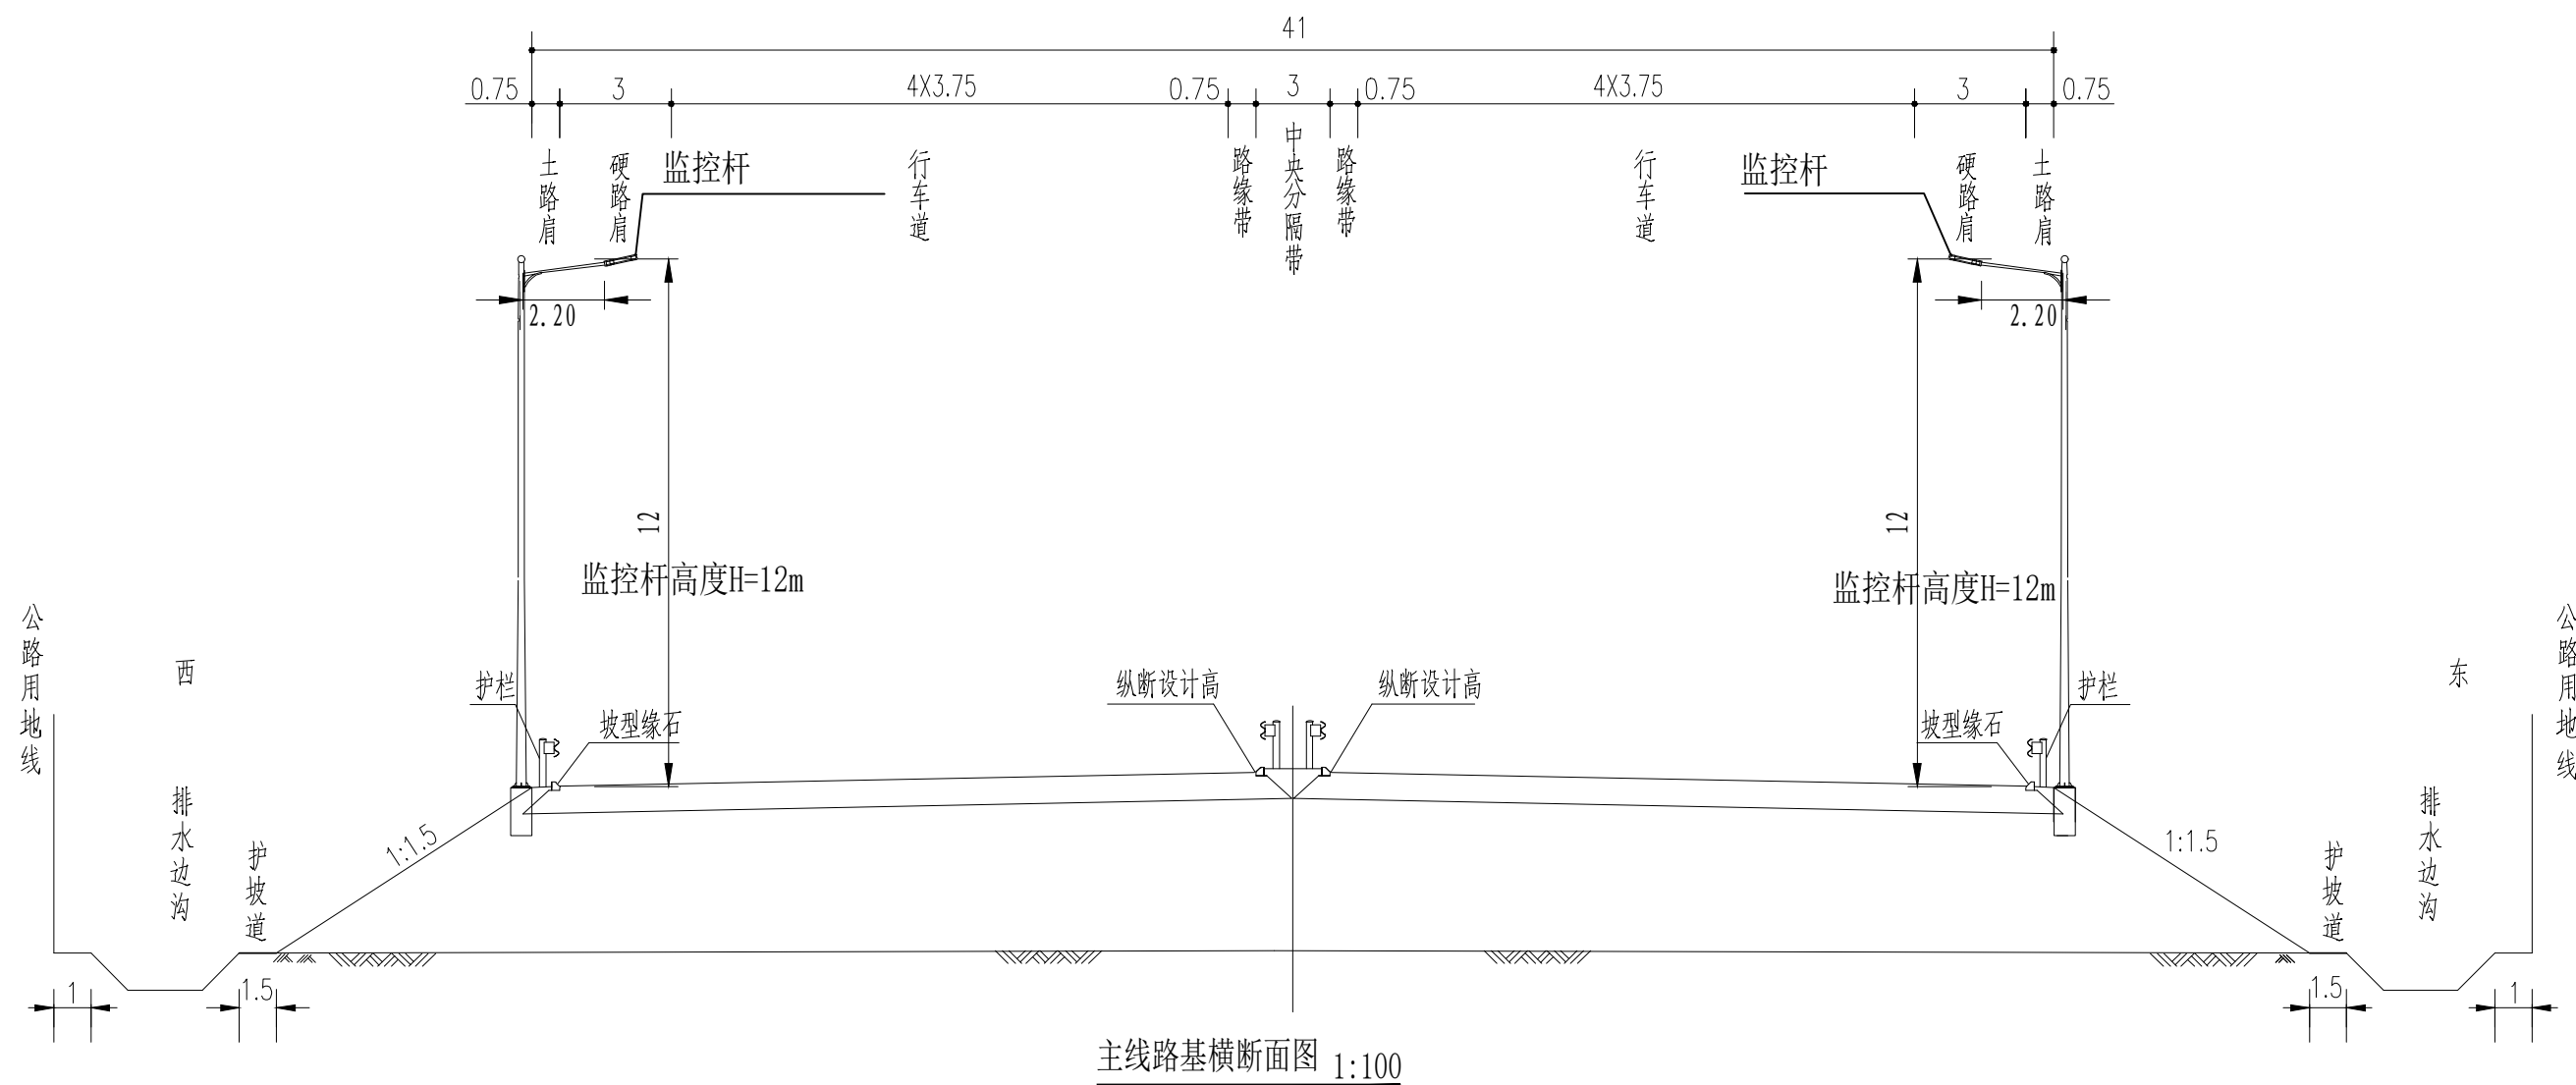 41
0.75
3
4X3.75
0.75
3
0.75
4X3.75
3
0.75
土路肩
硬路肩
监控杆
行车道
路缘带
中央分隔带
路缘带
行车道
监控杆
硬路肩
土路肩
2.20
2.20
12
12
监控杆高度H=12m
监控杆高度H=12m
公路用地线
西
护栏
坡型缘石
纵断设计高
纵断设计高
坡型缘石
护栏
东
公路用地线
排水边沟
护坡道
1:1.5
1:1.5
护坡道
排水边沟
1
1.5
1.5
1
主线路基横断面图 1:100